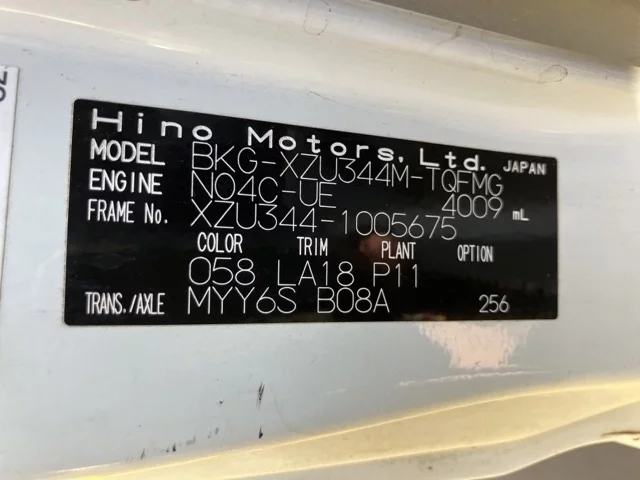 Hino Motors, Ltd. JAPAN
MODEL BKG-XZU344M-TQFMG
ENGINE N04C-UE 4009 mL
FRAME No. XZU344-1005675
COLOR TRIM PLANT OPTION
058 LA18 P11
TRANS./AXLE MYY6S B08A 256